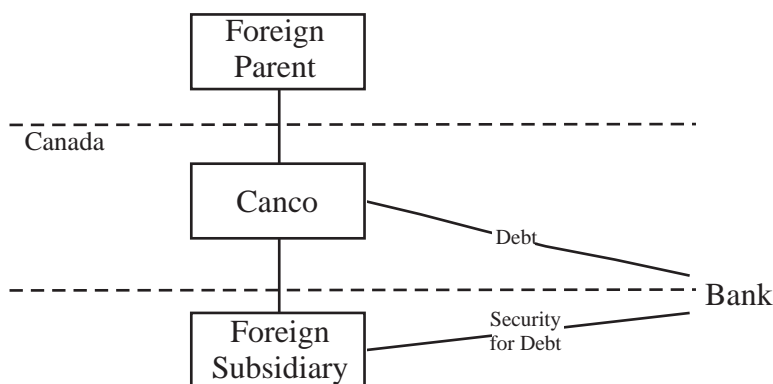 Foreign
Parent
Canada
Canco
Debt
Bank
Security
for Debt
Foreign
Subsidiary